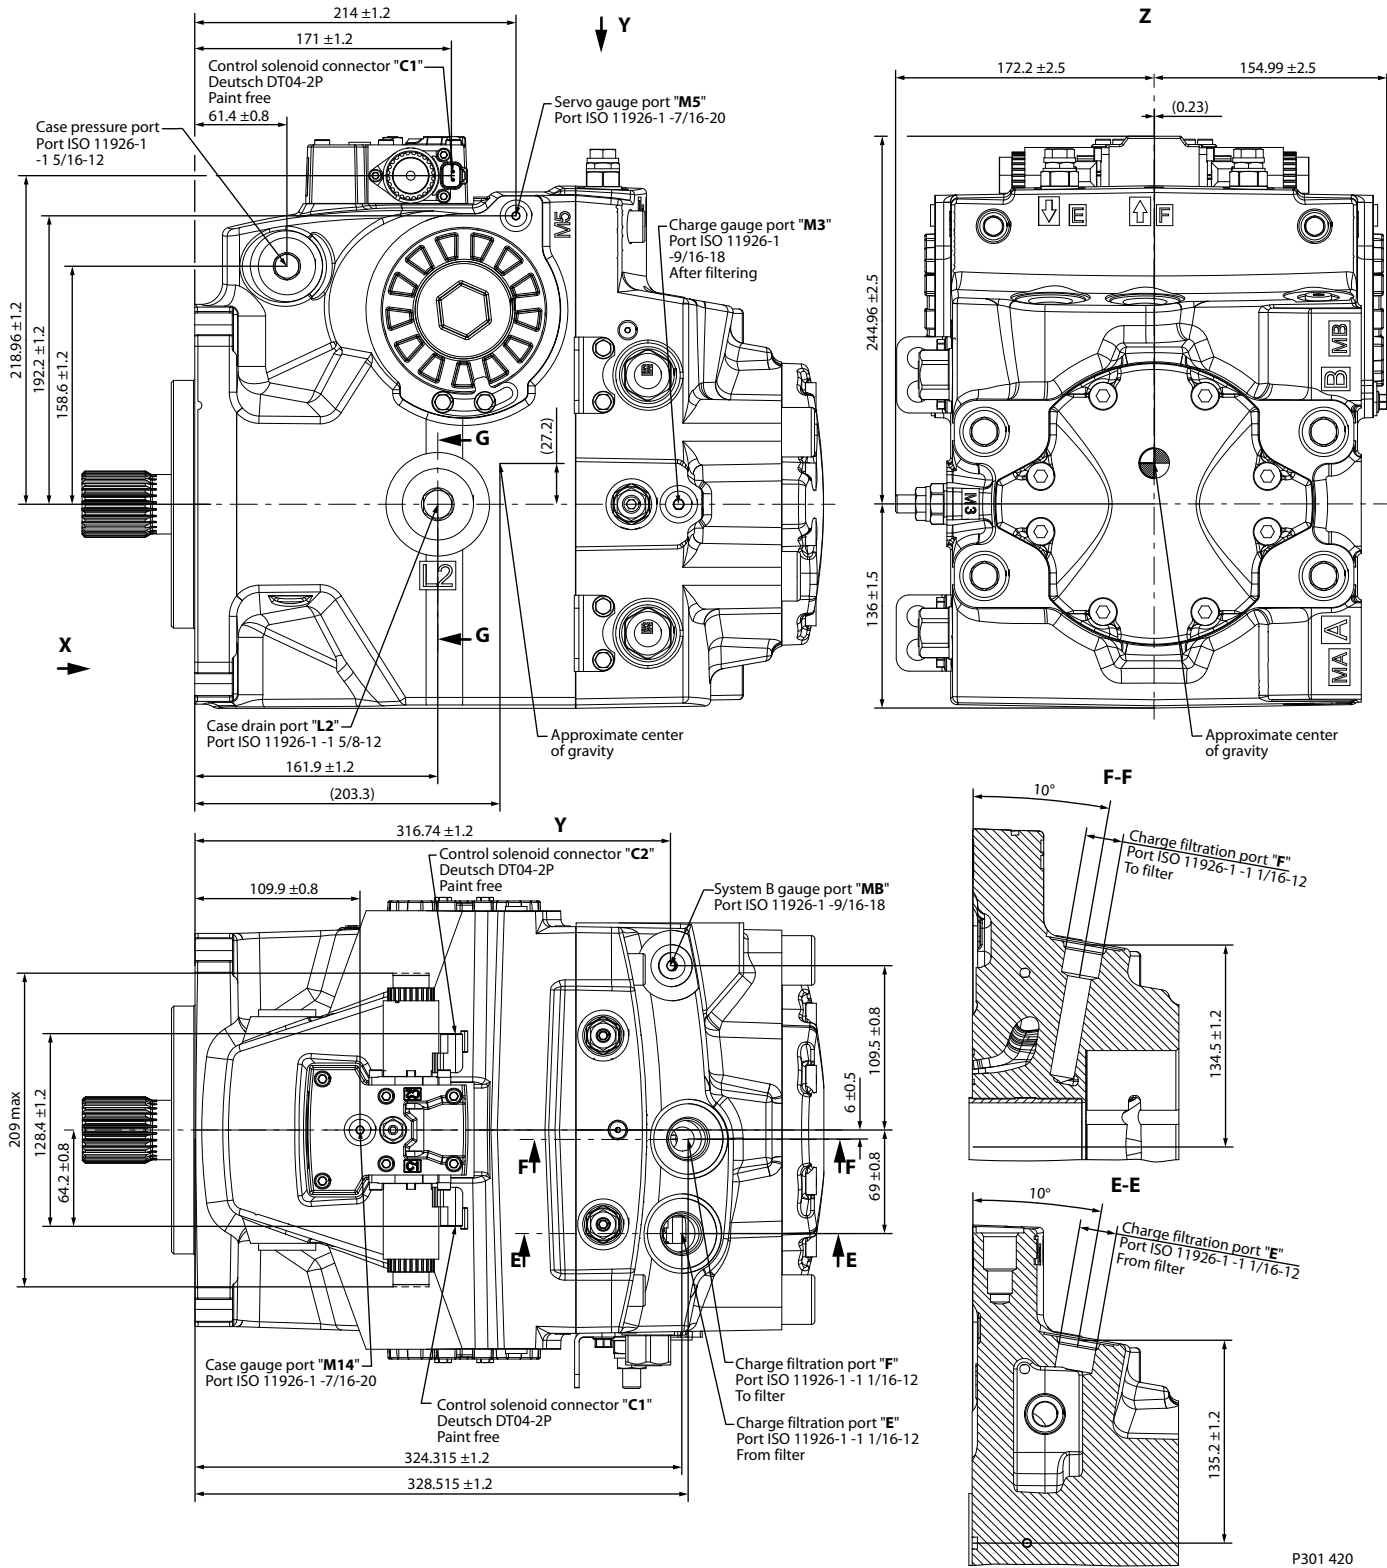 214 ±1.2
Y
Z
171 ±1.2
Control solenoid connector "C1"
Deutsch DT04-2P
Paint free
61.4 ±0.8
Servo gauge port "M5"
Port ISO 11926-1 -7/16-20
Case pressure port
Port ISO 11926-1
-1 5/16-12
172.2 ±2.5
154.99 ±2.5
(0.23)
M5
Charge gauge port "M3"
Port ISO 11926-1
-9/16-18
After filtering
E
F
218.96 ±1.2
192.2 ±1.2
158.6 ±1.2
244.96 ±2.5
MB
B
G
(27.2)
M3
L2
136 ±1.5
G
X
A
MA
Case drain port "L2"
Port ISO 11926-1 -1 5/8-12
161.9 ±1.2
(203.3)
Approximate center
of gravity
Approximate center
of gravity
F-F
10°
Charge filtration port "F"
Port ISO 11926-1 -1 1/16-12
To filter
134.5 ±1.2
316.74 ±1.2
Y
Control solenoid connector "C2"
Deutsch DT04-2P
Paint free
109.9 ±0.8
System B gauge port "MB"
Port ISO 11926-1 -9/16-18
209 max
128.4 ±1.2
64.2 ±0.8
C2
C1
109.5 ±0.8
6 ±0.5
69 ±0.8
F
F
E
E
Case gauge port "M14"
Port ISO 11926-1 -7/16-20
Control solenoid connector "C1"
Deutsch DT04-2P
Paint free
Charge filtration port "F"
Port ISO 11926-1 -1 1/16-12
To filter
Charge filtration port "E"
Port ISO 11926-1 -1 1/16-12
From filter
324.315 ±1.2
328.515 ±1.2
E-E
10°
Charge filtration port "E"
Port ISO 11926-1 -1 1/16-12
From filter
135.2 ±1.2
P301 420